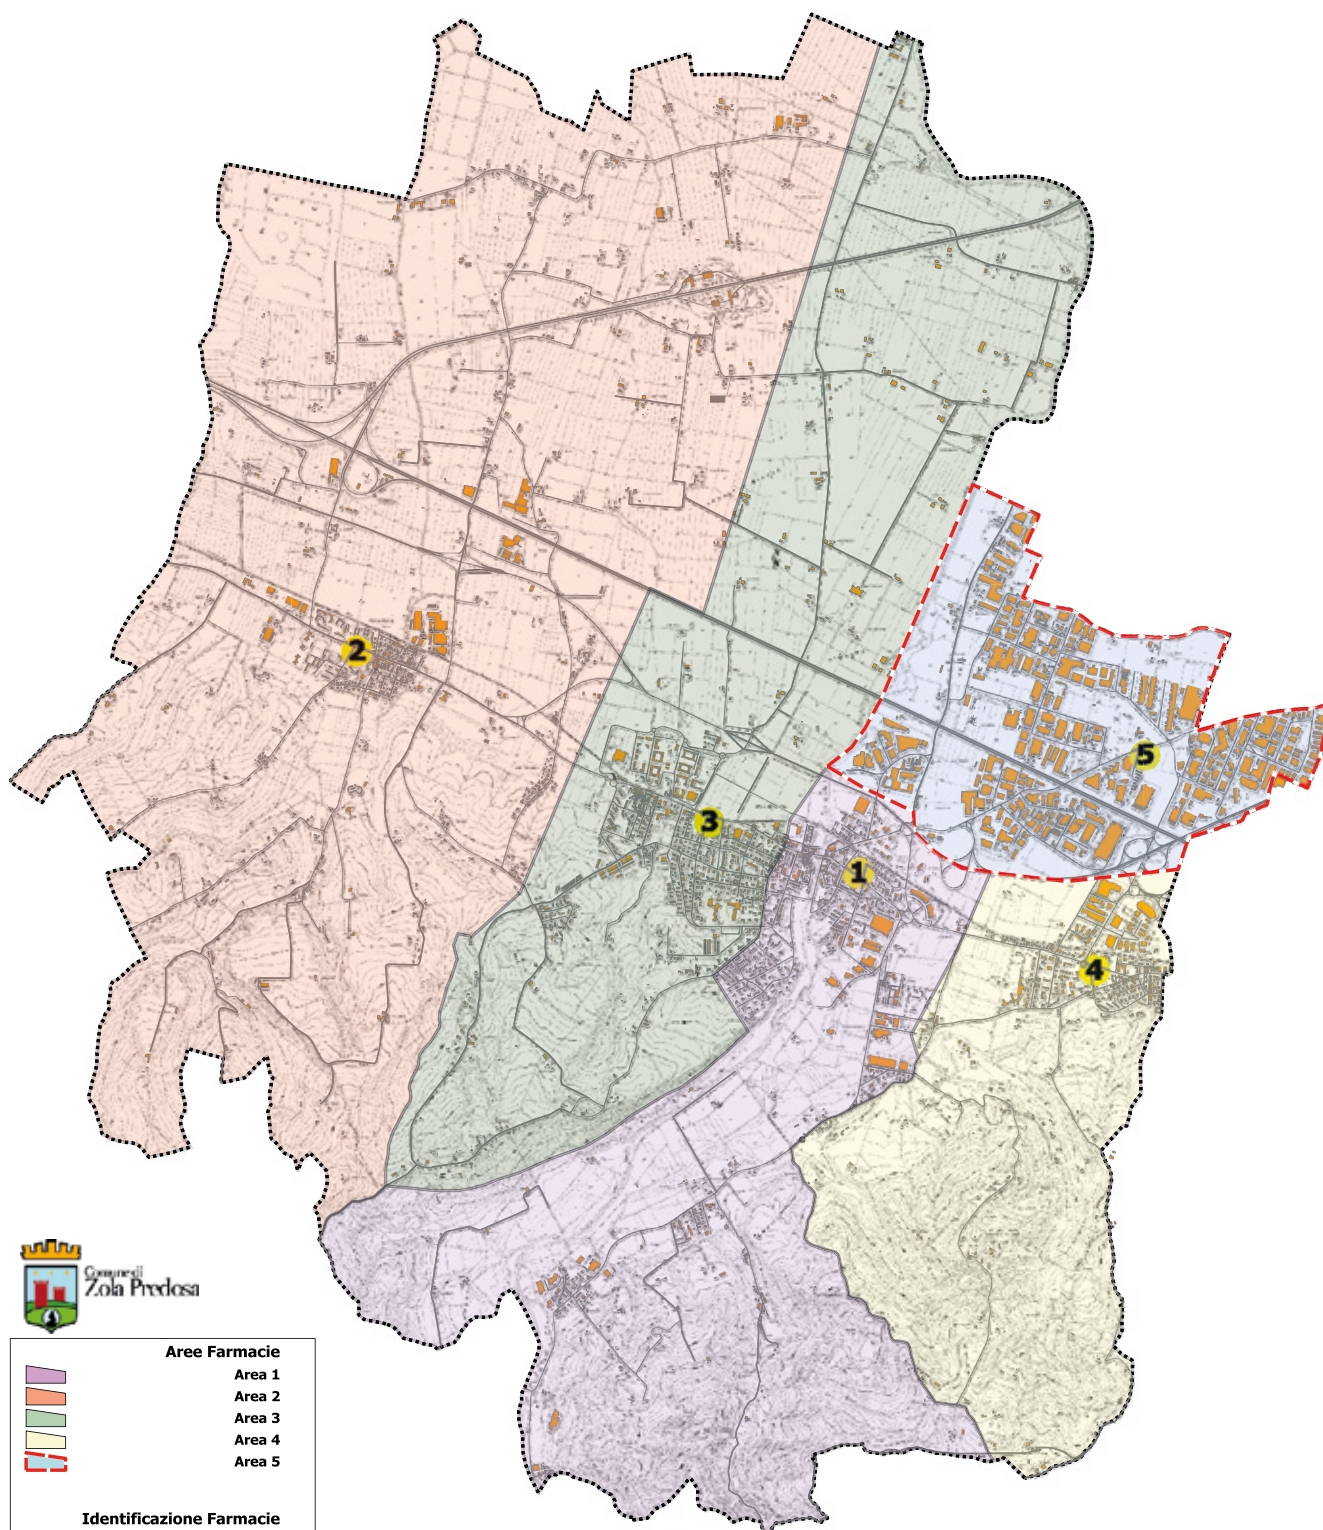 2
5
3
1
4
Comune di
Zola Predosa
Aree Farmacie
Area 1
Area 2
Area 3
Area 4
Area 5
Identificazione Farmacie